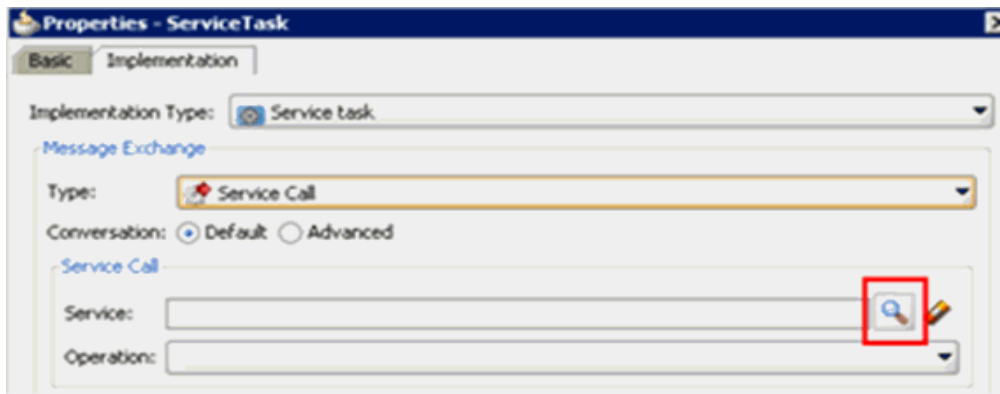 Properties - ServiceTask
Basic Implementation
Implementation Type: Service task
Message Exchange
Type: Service Call
Conversation: Default Advanced
Service Call
Service:
Operation: